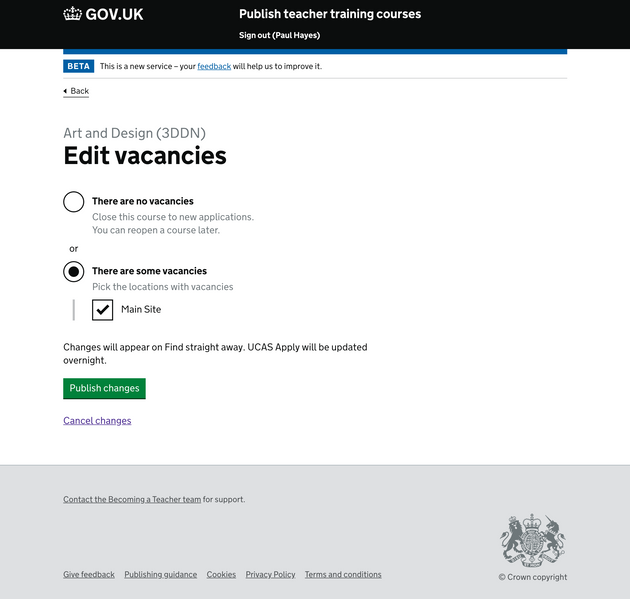 GOV.UK
Publish teacher training courses
Sign out (Paul Hayes)
BETA This is a new service – your feedback will help us to improve it.
Back
Art and Design (3DDN)
Edit vacancies
There are no vacancies
Close this course to new applications.
You can reopen a course later.
or
There are some vacancies
Pick the locations with vacancies
Main Site
Changes will appear on Find straight away. UCAS Apply will be updated
overnight.
Publish changes
Cancel changes
Contact the Becoming a Teacher team for support.
Give feedback Publishing guidance Cookies Privacy Policy Terms and conditions
© Crown copyright